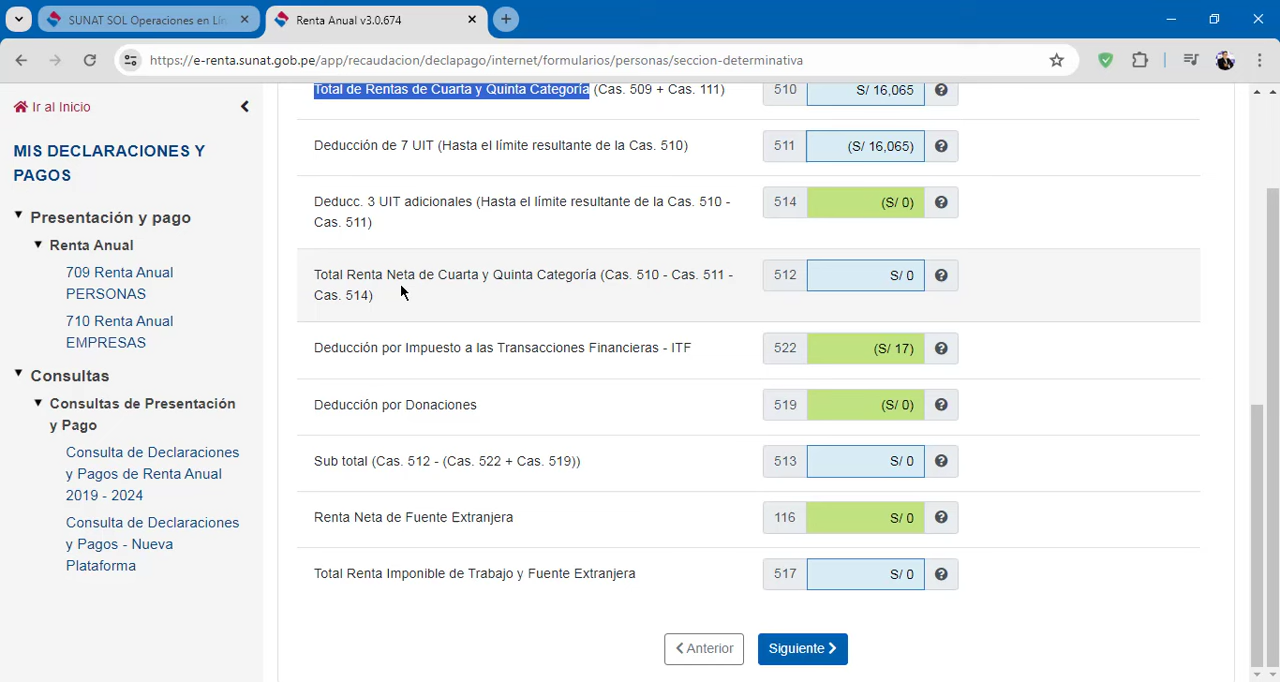 SUNAT SOL Operaciones en Lín
Renta Anual v3.0.674
https://e-renta.sunat.gob.pe/app/recaudacion/declapago/internet/formularios/personas/seccion-determinativa
Ir al Inicio
MIS DECLARACIONES Y
PAGOS
Presentación y pago
Renta Anual
709 Renta Anual
PERSONAS
710 Renta Anual
EMPRESAS
Consultas
Consultas de Presentación
y Pago
Consulta de Declaraciones
y Pagos de Renta Anual
2019 - 2024
Consulta de Declaraciones
y Pagos - Nueva
Plataforma
Total de Rentas de Cuarta y Quinta Categoría (Cas. 509 + Cas. 111) 510 S/ 16,065
Deducción de 7 UIT (Hasta el límite resultante de la Cas. 510) 511 (S/ 16,065)
Deducc. 3 UIT adicionales (Hasta el límite resultante de la Cas. 510 - 514 (S/ 0)
Cas. 511)
Total Renta Neta de Cuarta y Quinta Categoría (Cas. 510 - Cas. 511 - 512 S/ 0
Cas. 514)
Deducción por Impuesto a las Transacciones Financieras - ITF 522 (S/ 17)
Deducción por Donaciones 519 (S/ 0)
Sub total (Cas. 512 - (Cas. 522 + Cas. 519)) 513 S/ 0
Renta Neta de Fuente Extranjera 116 S/ 0
Total Renta Imponible de Trabajo y Fuente Extranjera 517 S/ 0
Anterior Siguiente